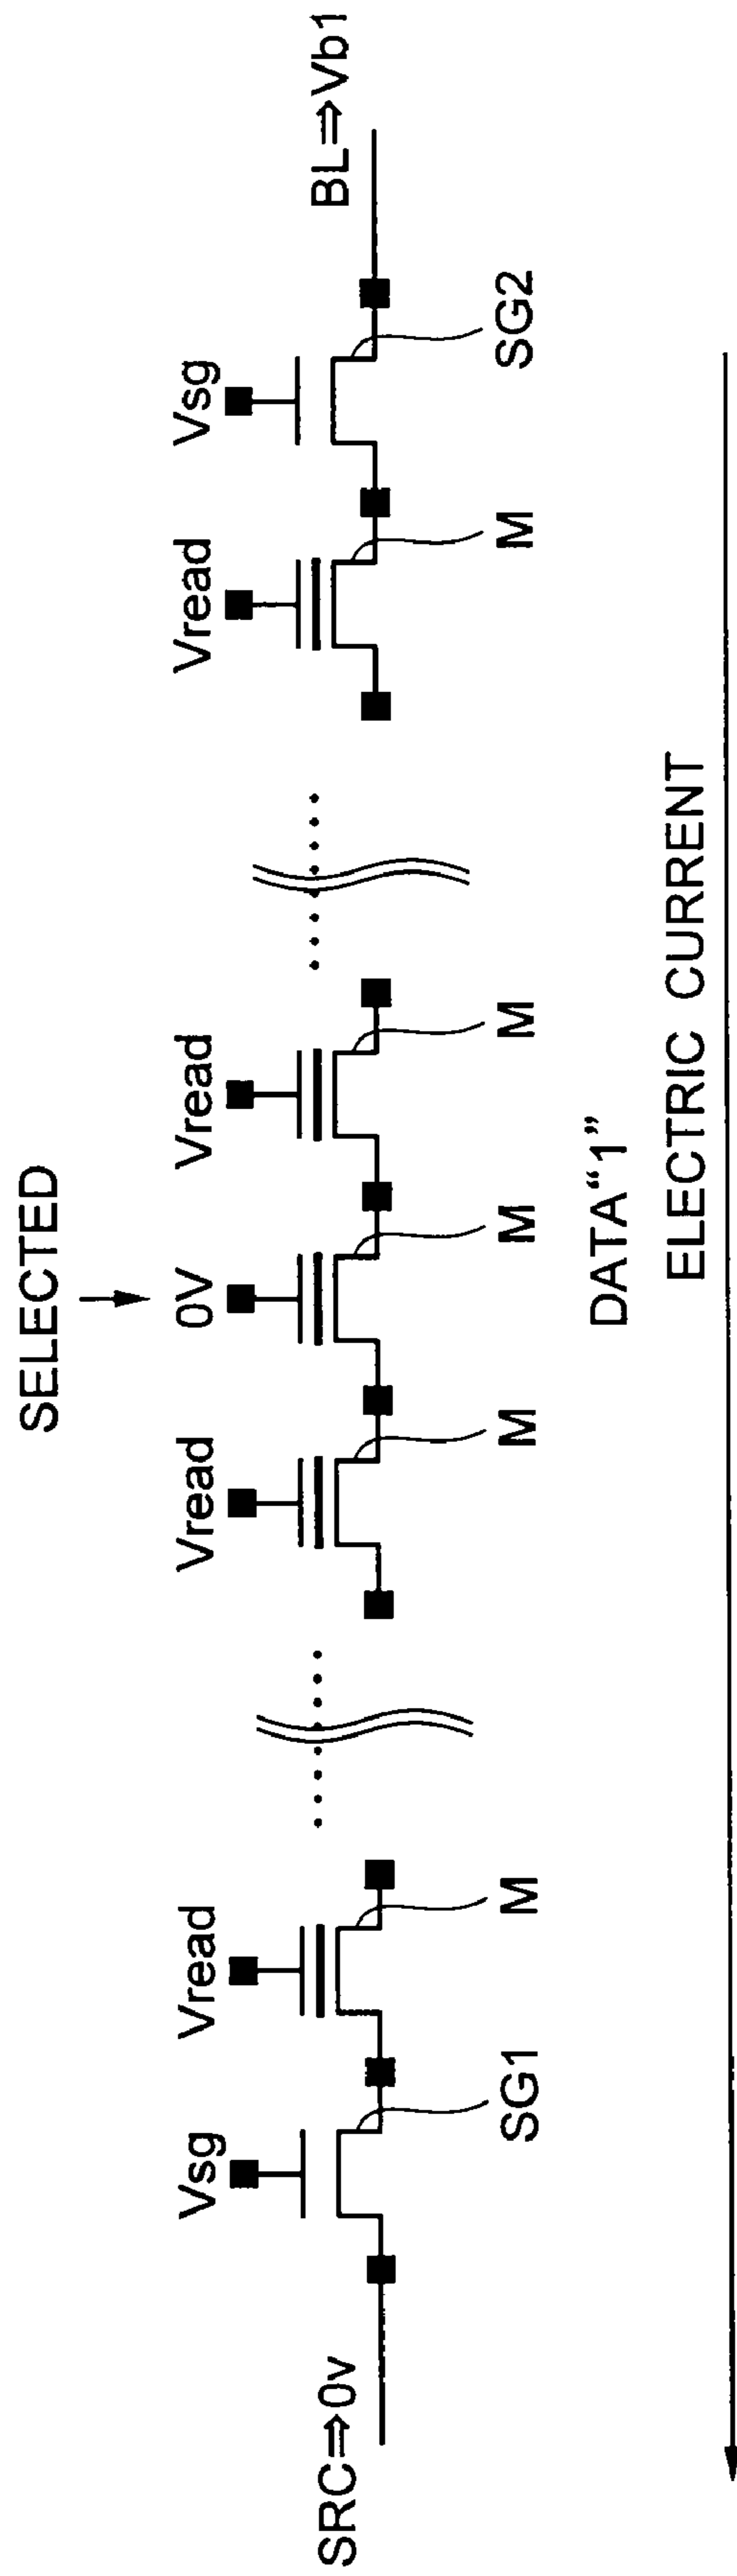 SELECTED
Vsg
Vread
Vread
0V
Vread
Vread
Vsg
SRC⇒0v
BL⇒Vb1
SG1
M
M
M
M
M
SG2
DATA“1”
ELECTRIC CURRENT